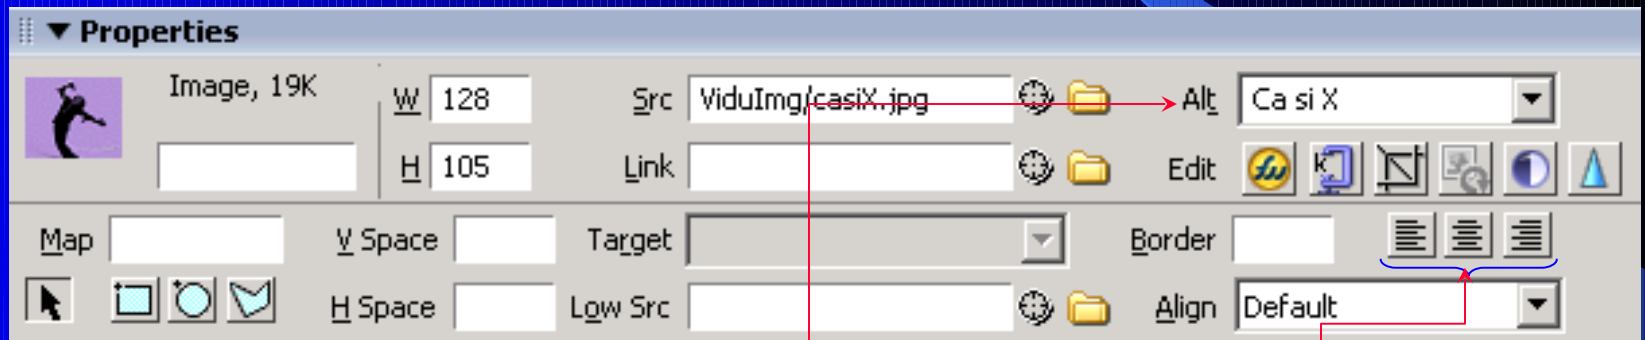 Properties
Image, 19K W 128 Src ViduImg/casiX.jpg Alt Ca si X
H 105 Link Edit
Map V Space Target Border
H Space Low Src Align Default